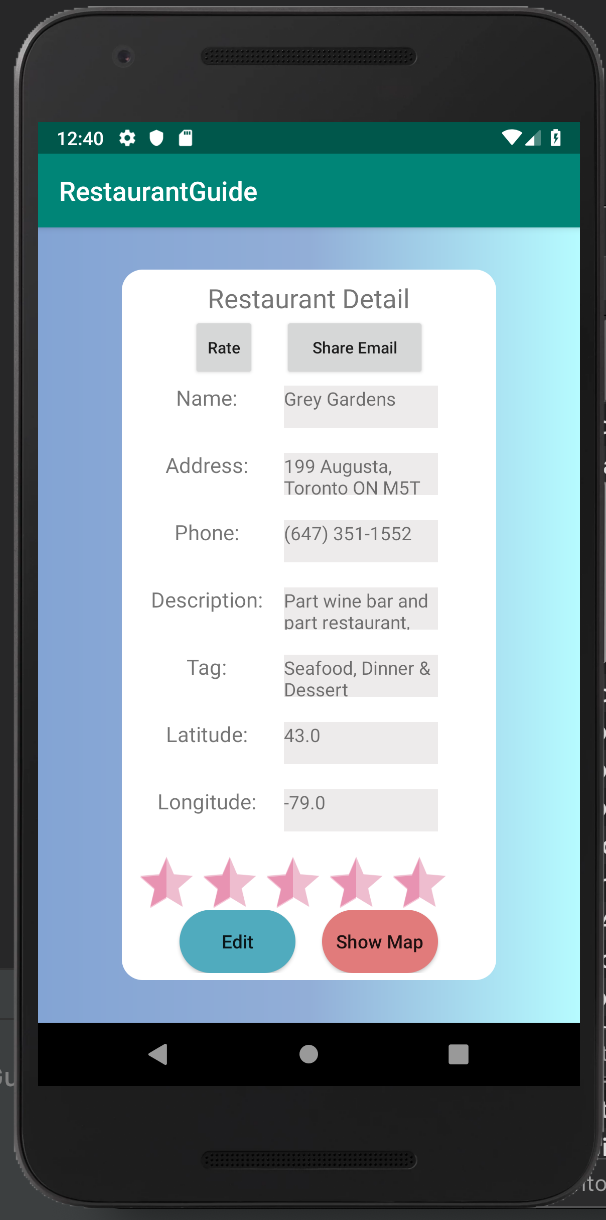 12:40
RestaurantGuide
Restaurant Detail
Rate Share Email
Name: Grey Gardens
Address: 199 Augusta,
Toronto ON M5T
Phone: (647) 351-1552
Description: Part wine bar and
part restaurant,
Tag: Seafood, Dinner &
Dessert
Latitude: 43.0
Longitude: -79.0
Edit Show Map